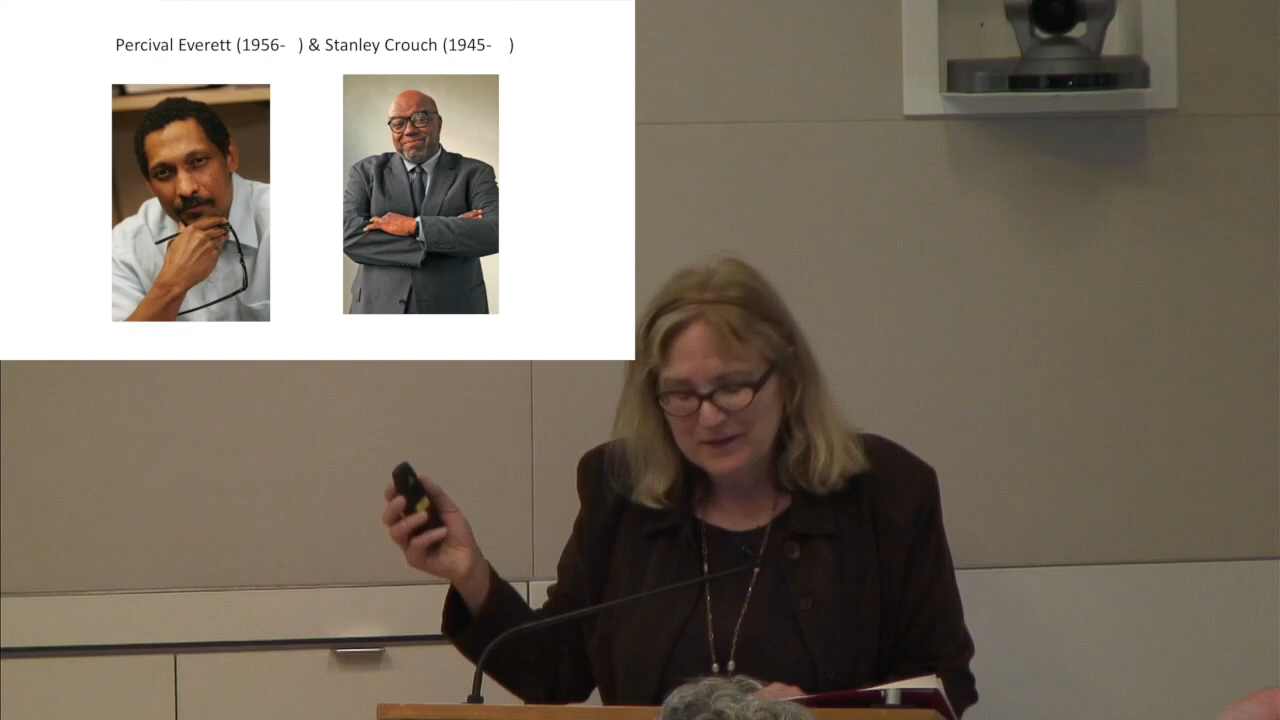 Percival Everett (1956-   ) & Stanley Crouch (1945-    )